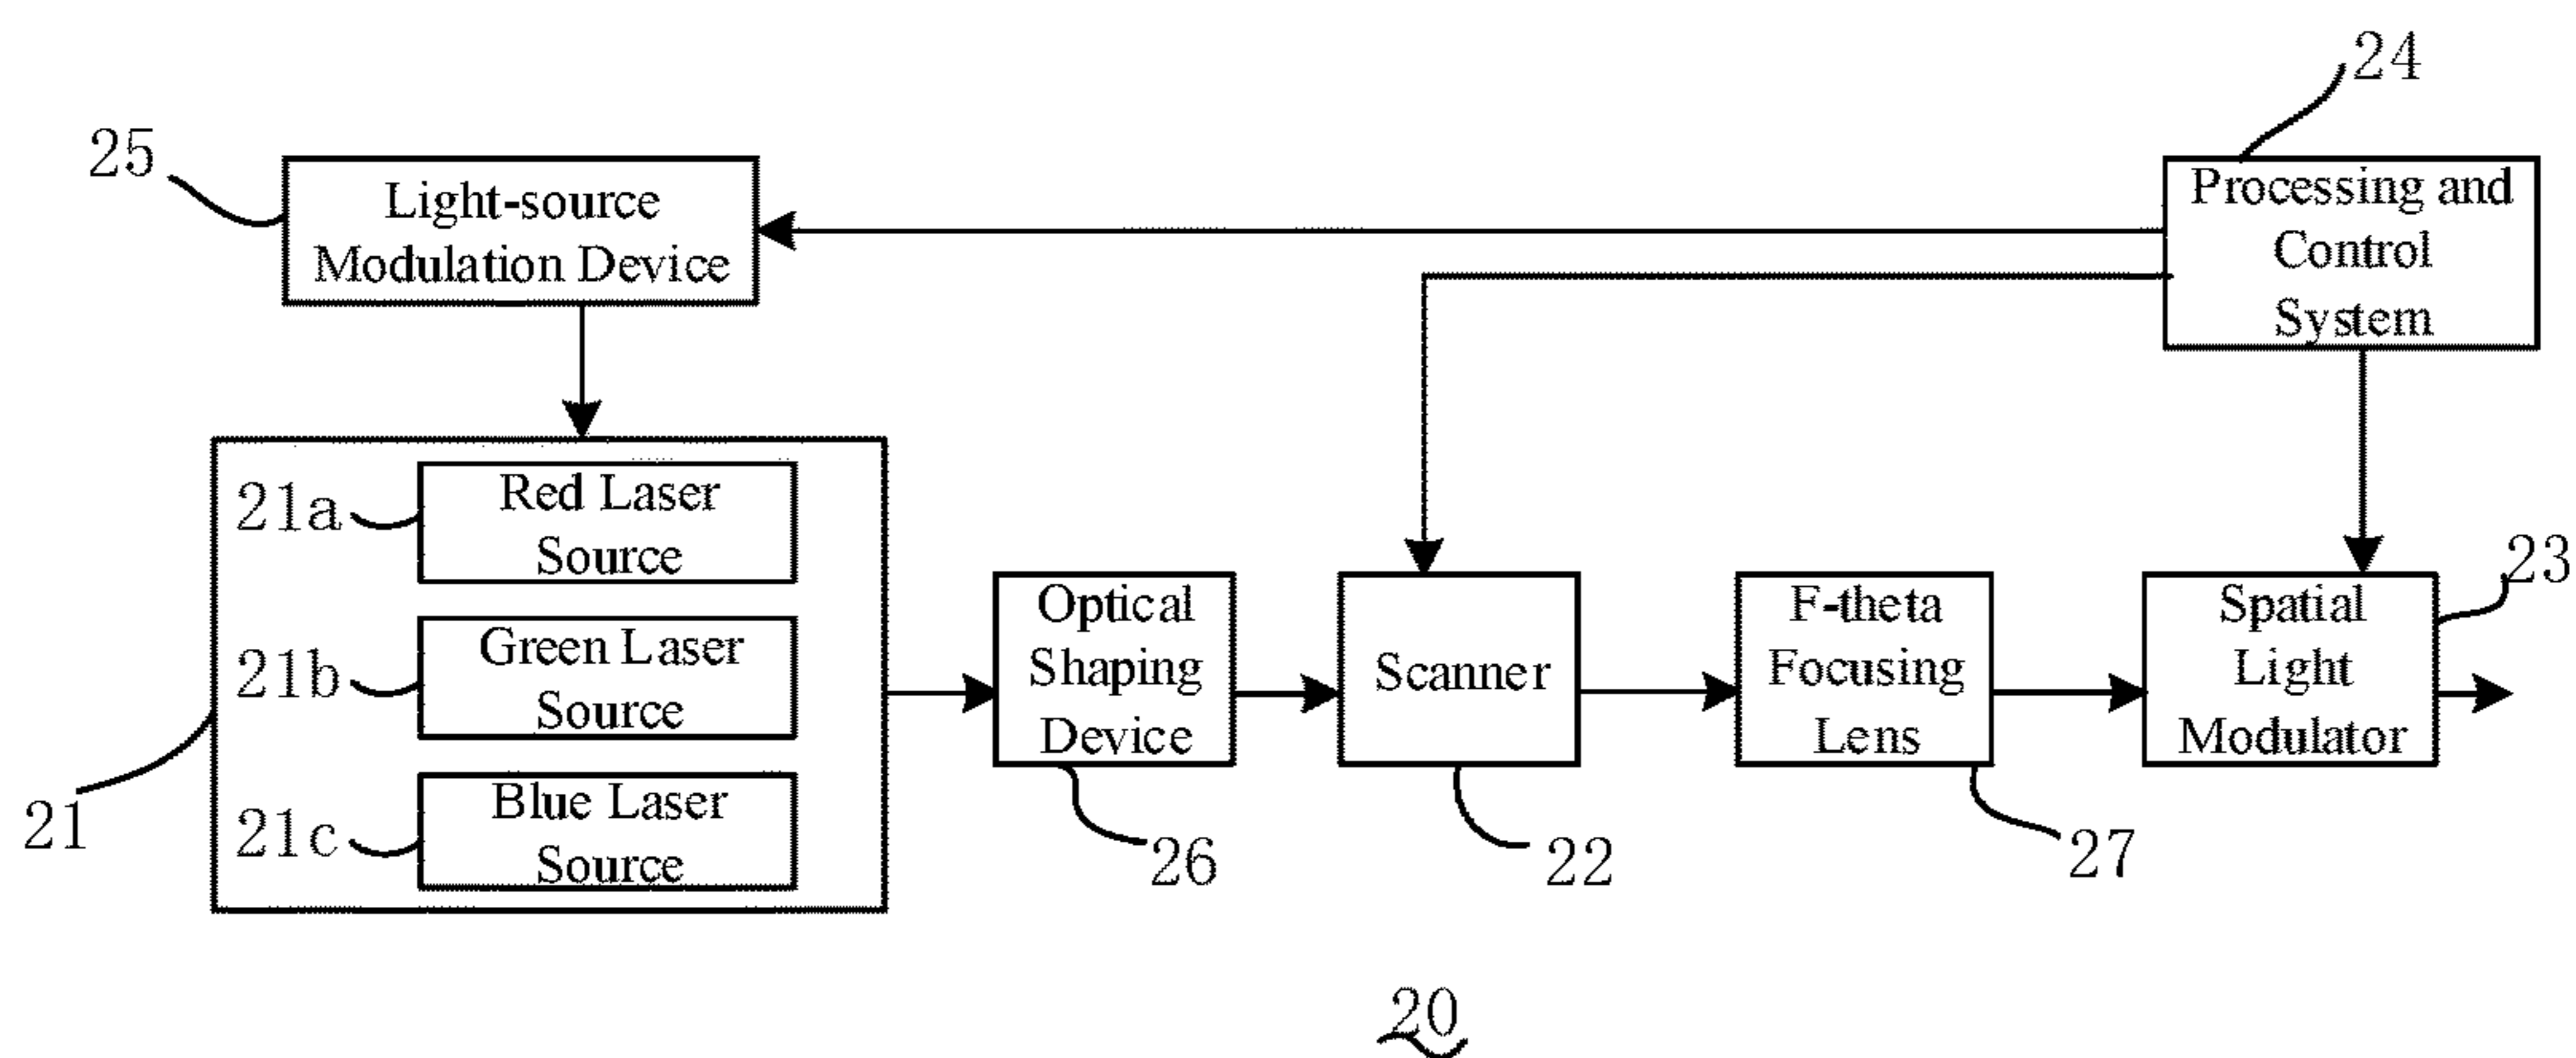 24
25
Light-source
Modulation Device
Processing and
Control
System
21a
Red Laser
Source
21b
Green Laser
Source
21c
Blue Laser
Source
21
Optical
Shaping
Device
26
Scanner
22
F-theta
Focusing
Lens
27
Spatial
Light
Modulator
23
20